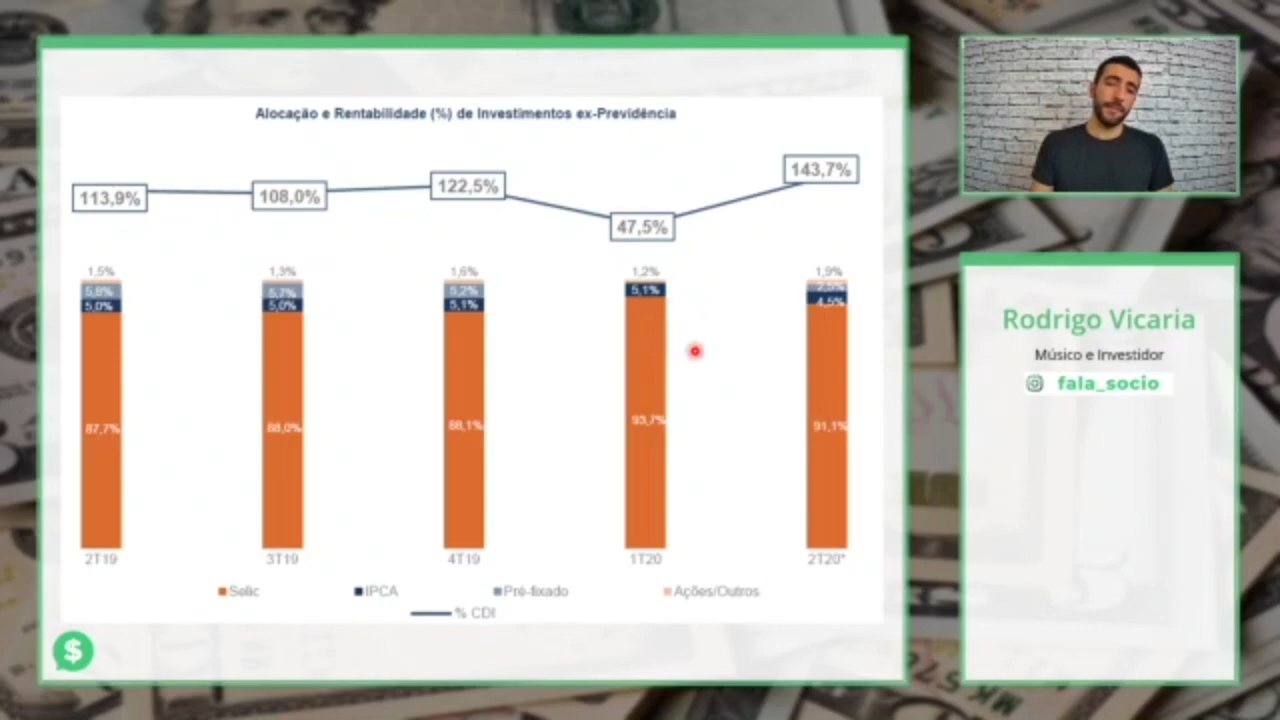 Alocação e Rentabilidade (%) de Investimentos ex-Previdência
113,9%
108,0%
122,5%
47,5%
143,7%
1,5%
1,3%
1,6%
1,2%
1,9%
5,8%
5,7%
5,2%
2,5%
5,0%
5,0%
5,1%
5,1%
4,5%
87,7%
88,0%
88,1%
93,7%
91,1%
2T19
3T19
4T19
1T20
2T20*
Selic
IPCA
Pré-fixado
Ações/Outros
% CDI
$
Rodrigo Vicaria
Músico e Investidor
fala_socio